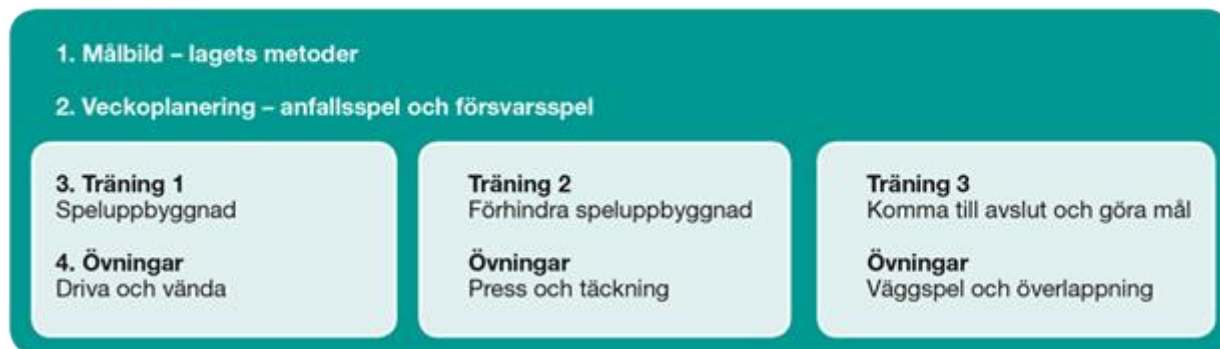 1. Målbild – lagets metoder
2. Veckoplanering – anfallsspel och försvarsspel
3. Träning 1
Speluppbyggnad
4. Övningar
Driva och vända
Träning 2
Förhindra speluppbyggnad
Övningar
Press och täckning
Träning 3
Komma till avslut och göra mål
Övningar
Väggspel och överlappning